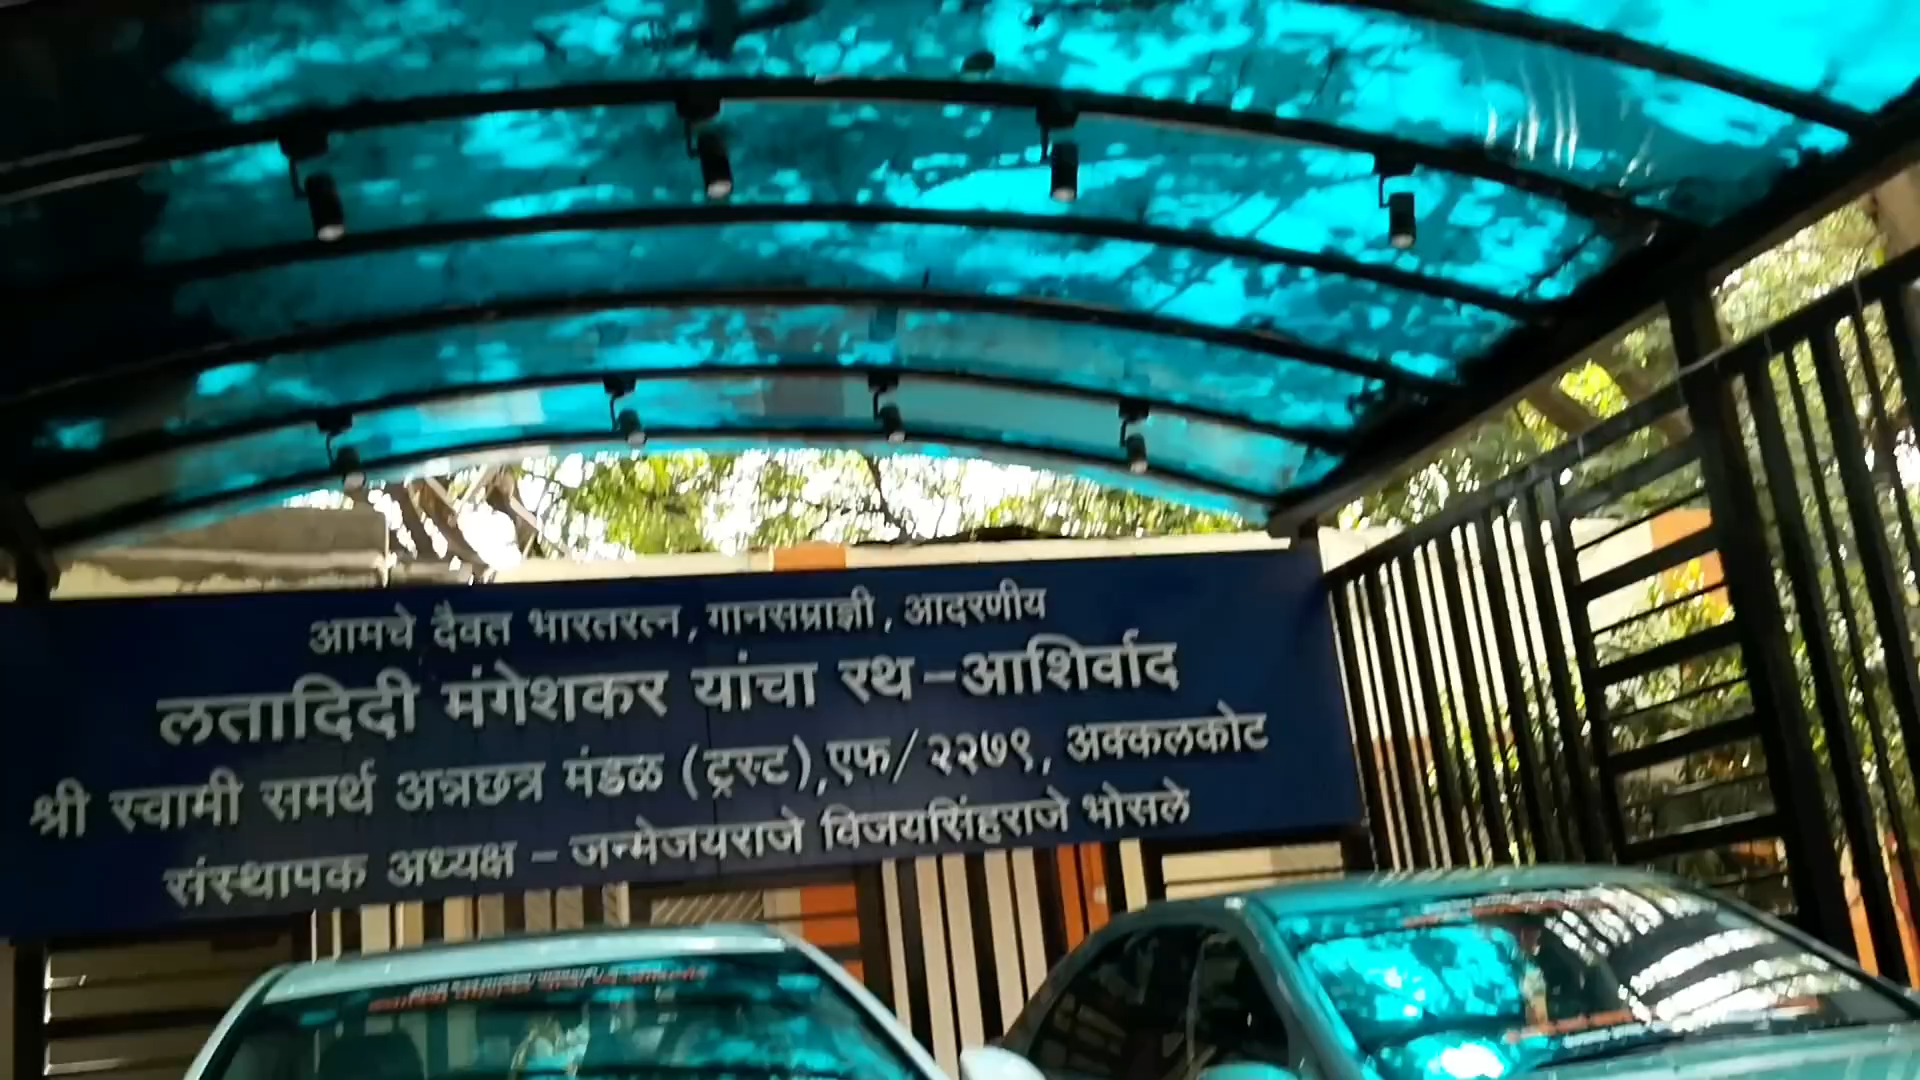 आमचे दैवत भारतरत्न, गानसम्राज्ञी, आदरणीय
लतादिदी मंगेशकर यांचा रथ - आशिर्वाद
श्री स्वामी समर्थ अन्नछत्र मंडळ (ट्रस्ट),एफ/ २२७९, अक्कलकोट
संस्थापक अध्यक्ष - जन्मेजयराजे विजयसिंहराजे भोसले